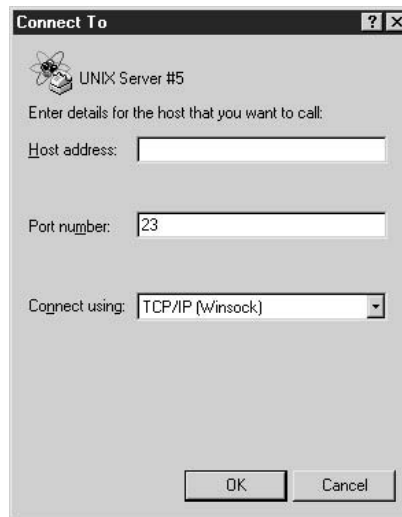 Connect To
UNIX Server #5
Enter details for the host that you want to call:
Host address:
Port number: 23
Connect using: TCP/IP (Winsock)
OK Cancel